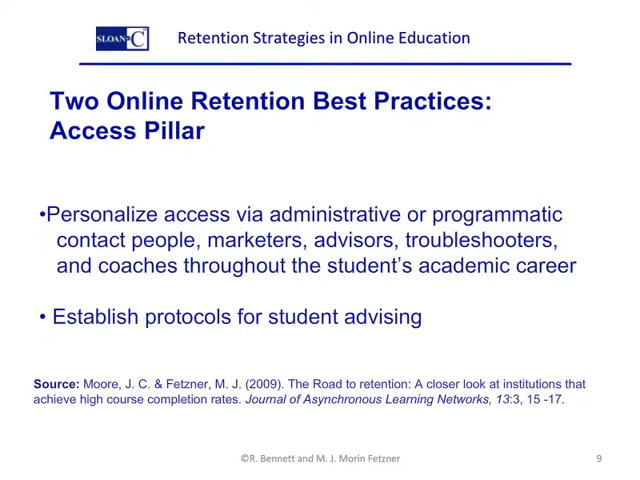 SLOAN-C
Retention Strategies in Online Education
Two Online Retention Best Practices:
Access Pillar
•Personalize access via administrative or programmatic
contact people, marketers, advisors, troubleshooters,
and coaches throughout the student’s academic career
• Establish protocols for student advising
Source: Moore, J. C. & Fetzner, M. J. (2009). The Road to retention: A closer look at institutions that
achieve high course completion rates. Journal of Asynchronous Learning Networks, 13:3, 15 -17.
©R. Bennett and M. J. Morin Fetzner
9